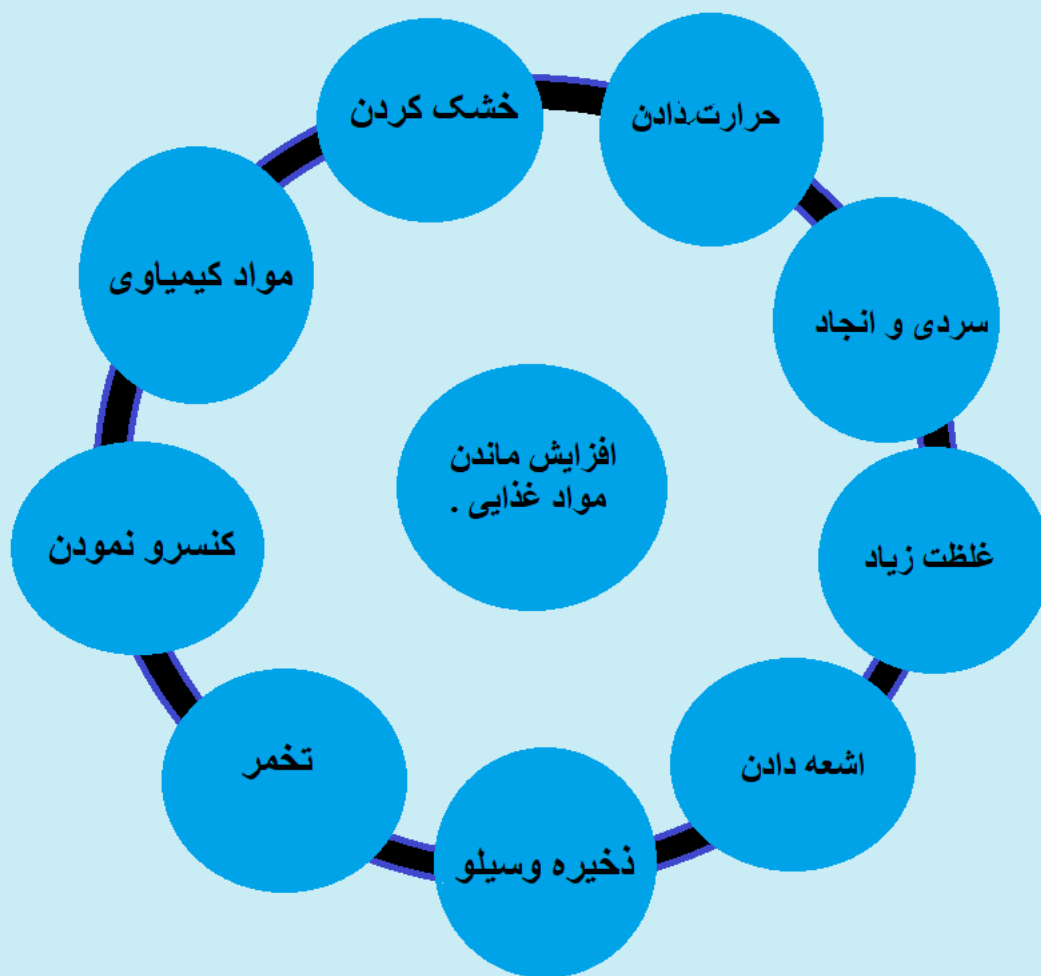 حرارت دادن
خشک کردن
سردی و انجاد
مواد کیمیاوی
افزایش ماندن
مواد غذایی .
غلظت زیاد
کنسرو نمودن
اشعه دادن
تخمر
ذخیره وسیلو